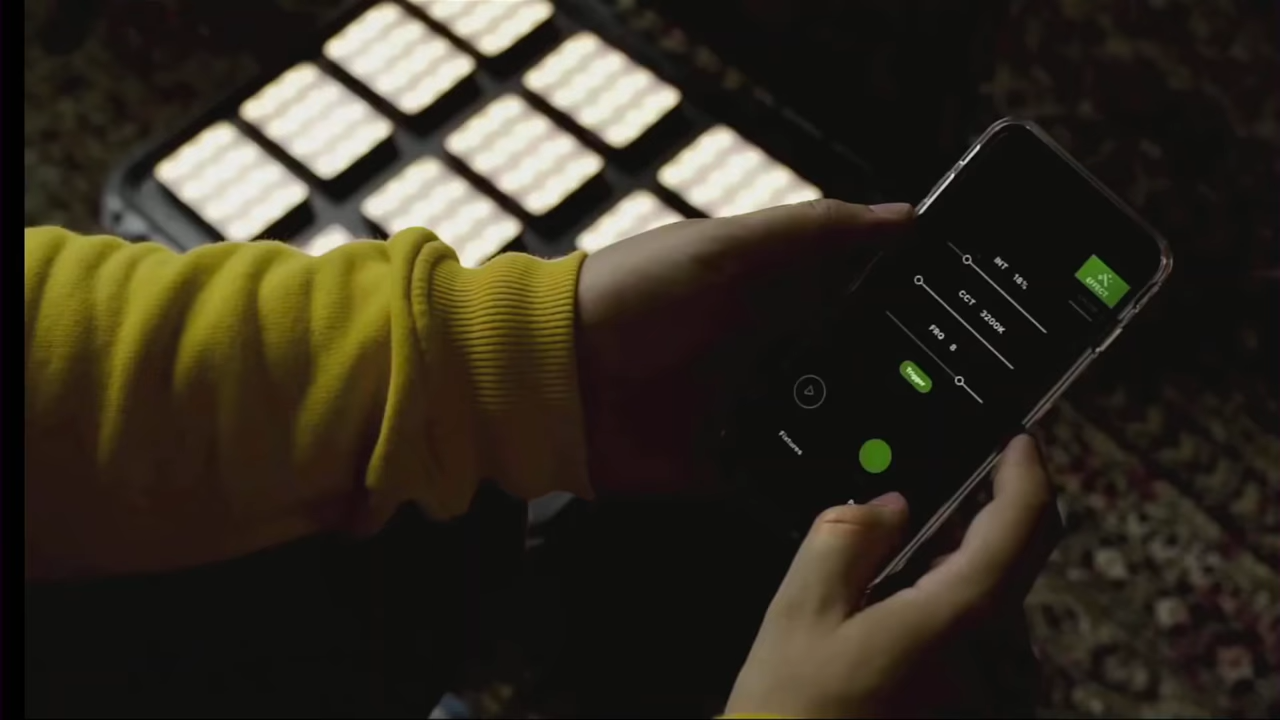 EFFECT
INT 18%
CCT 3200K
FRQ 8
Trigger
Fixtures